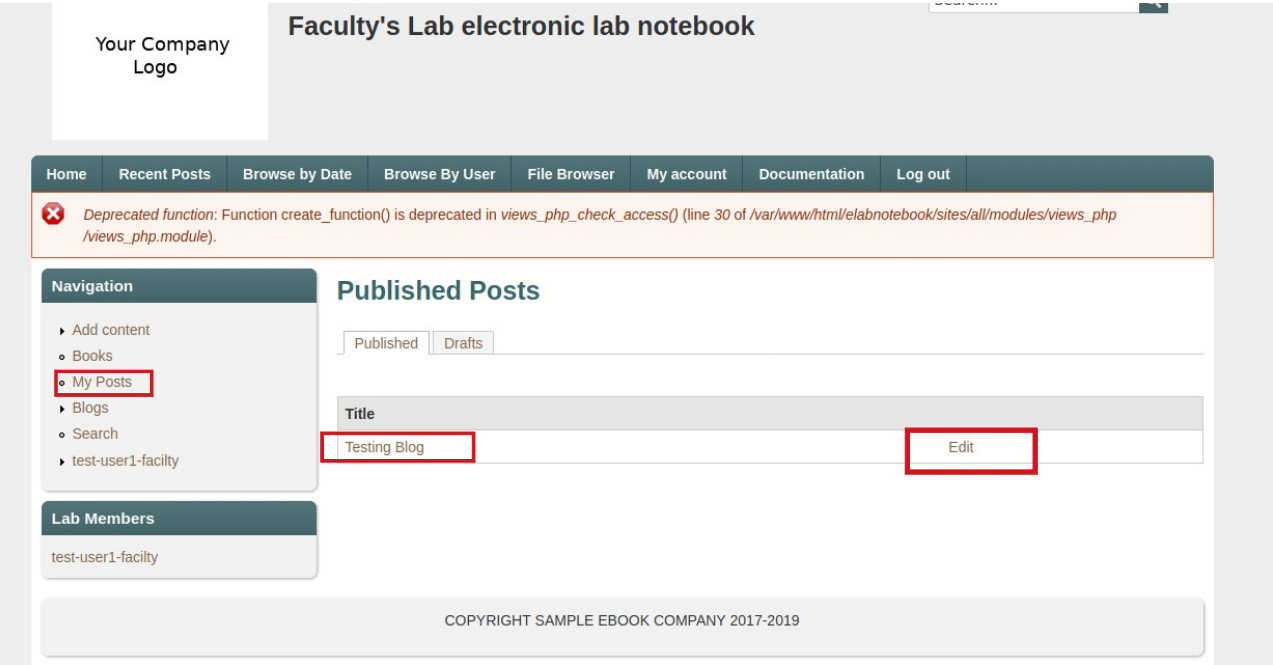 Your Company
Logo
Faculty's Lab electronic lab notebook
Home Recent Posts Browse by Date Browse By User File Browser My account Documentation Log out
Deprecated function: Function create_function() is deprecated in views_php_check_access() (line 30 of /var/www/html/elabnotebook/sites/all/modules/views_php
/views_php.module).
Navigation
Add content
Books
My Posts
Blogs
Search
test-user1-facilty
Lab Members
test-user1-facilty
Published Posts
Published Drafts
Title
Testing Blog Edit
COPYRIGHT SAMPLE EBOOK COMPANY 2017-2019